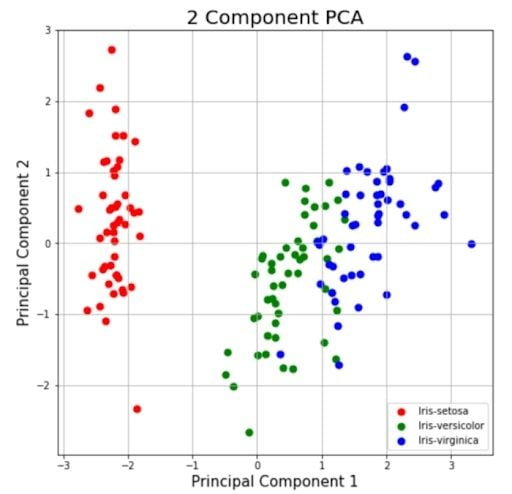 2 Component PCA
Principal Component 2
3
2
1
0
−1
−2
−3
−2
−1
0
1
2
3
Principal Component 1
Iris-setosa
Iris-versicolor
Iris-virginica